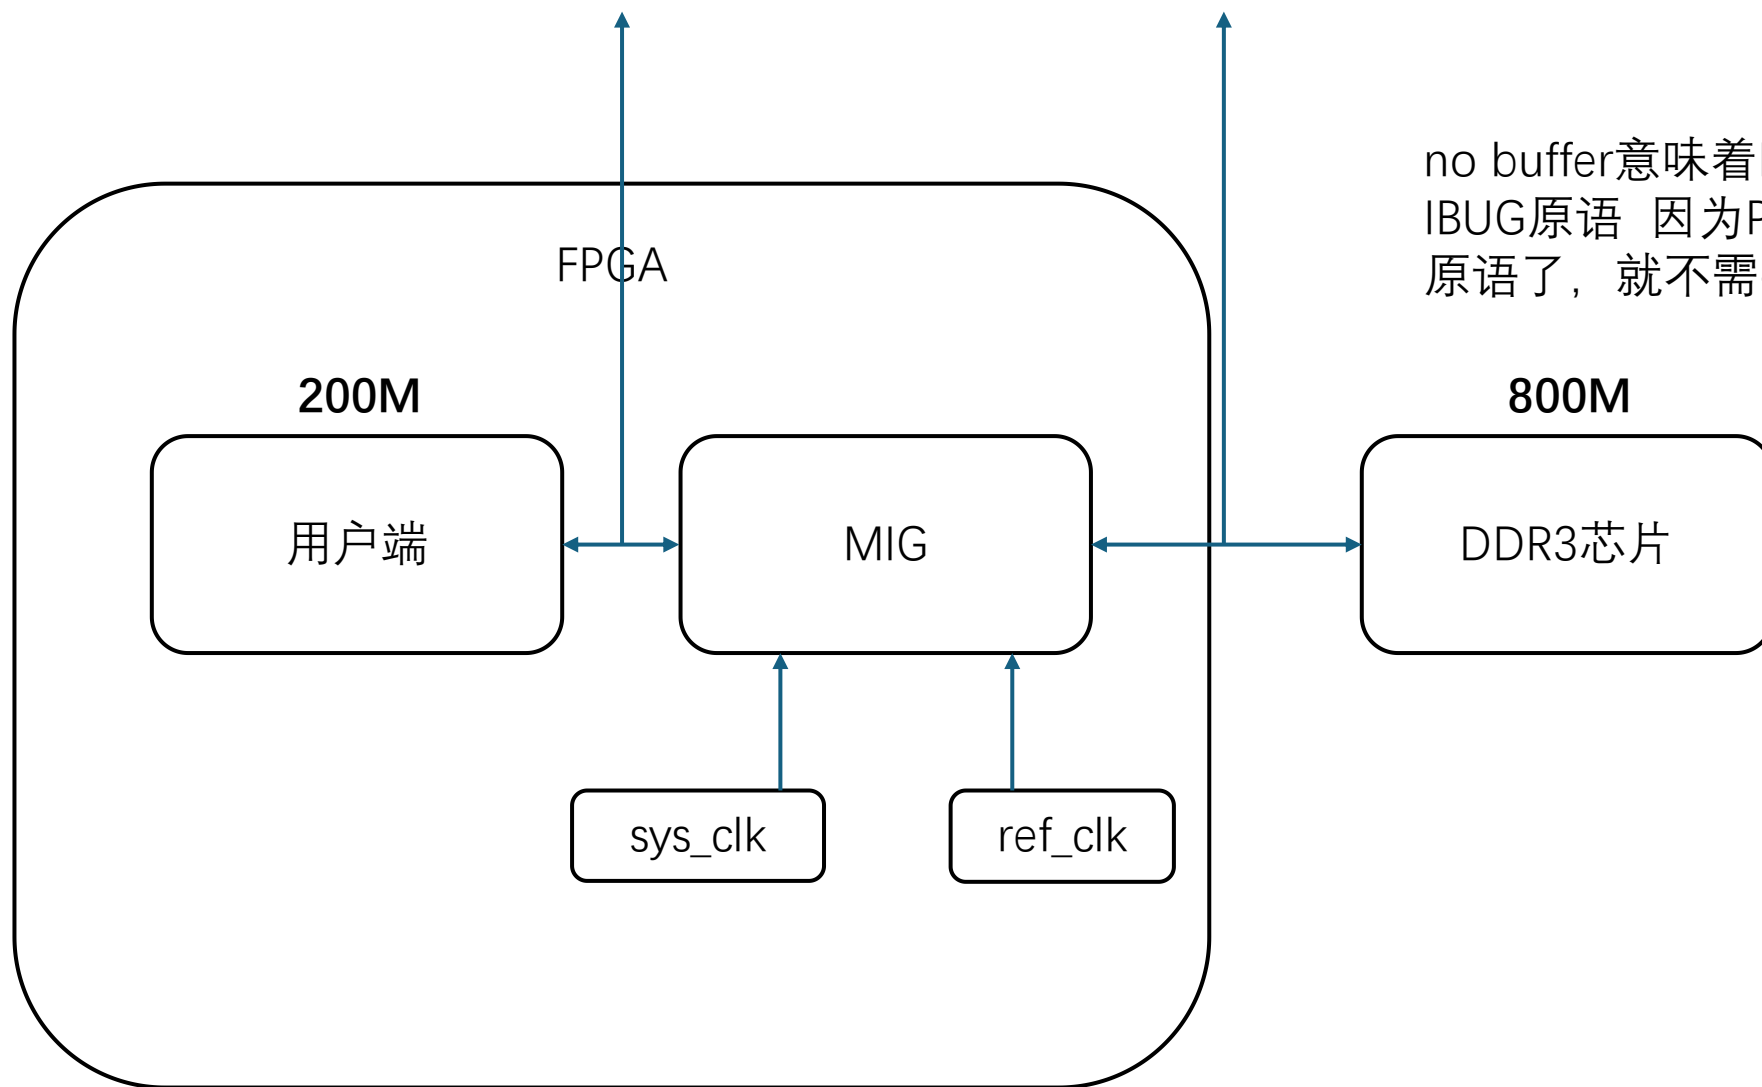 no buffer意味着
IBUG原语 因为P
原语了，就不需
FPGA
200M
800M
用户端
MIG
DDR3芯片
sys_clk
ref_clk